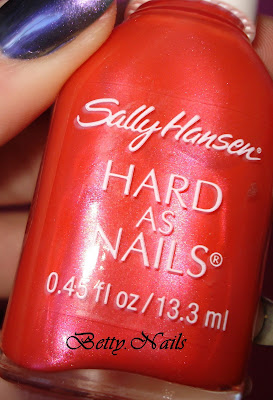 Sally Hansen®
HARD
AS
NAILS®
0.45 fl oz/13.3 ml
Betty Nails